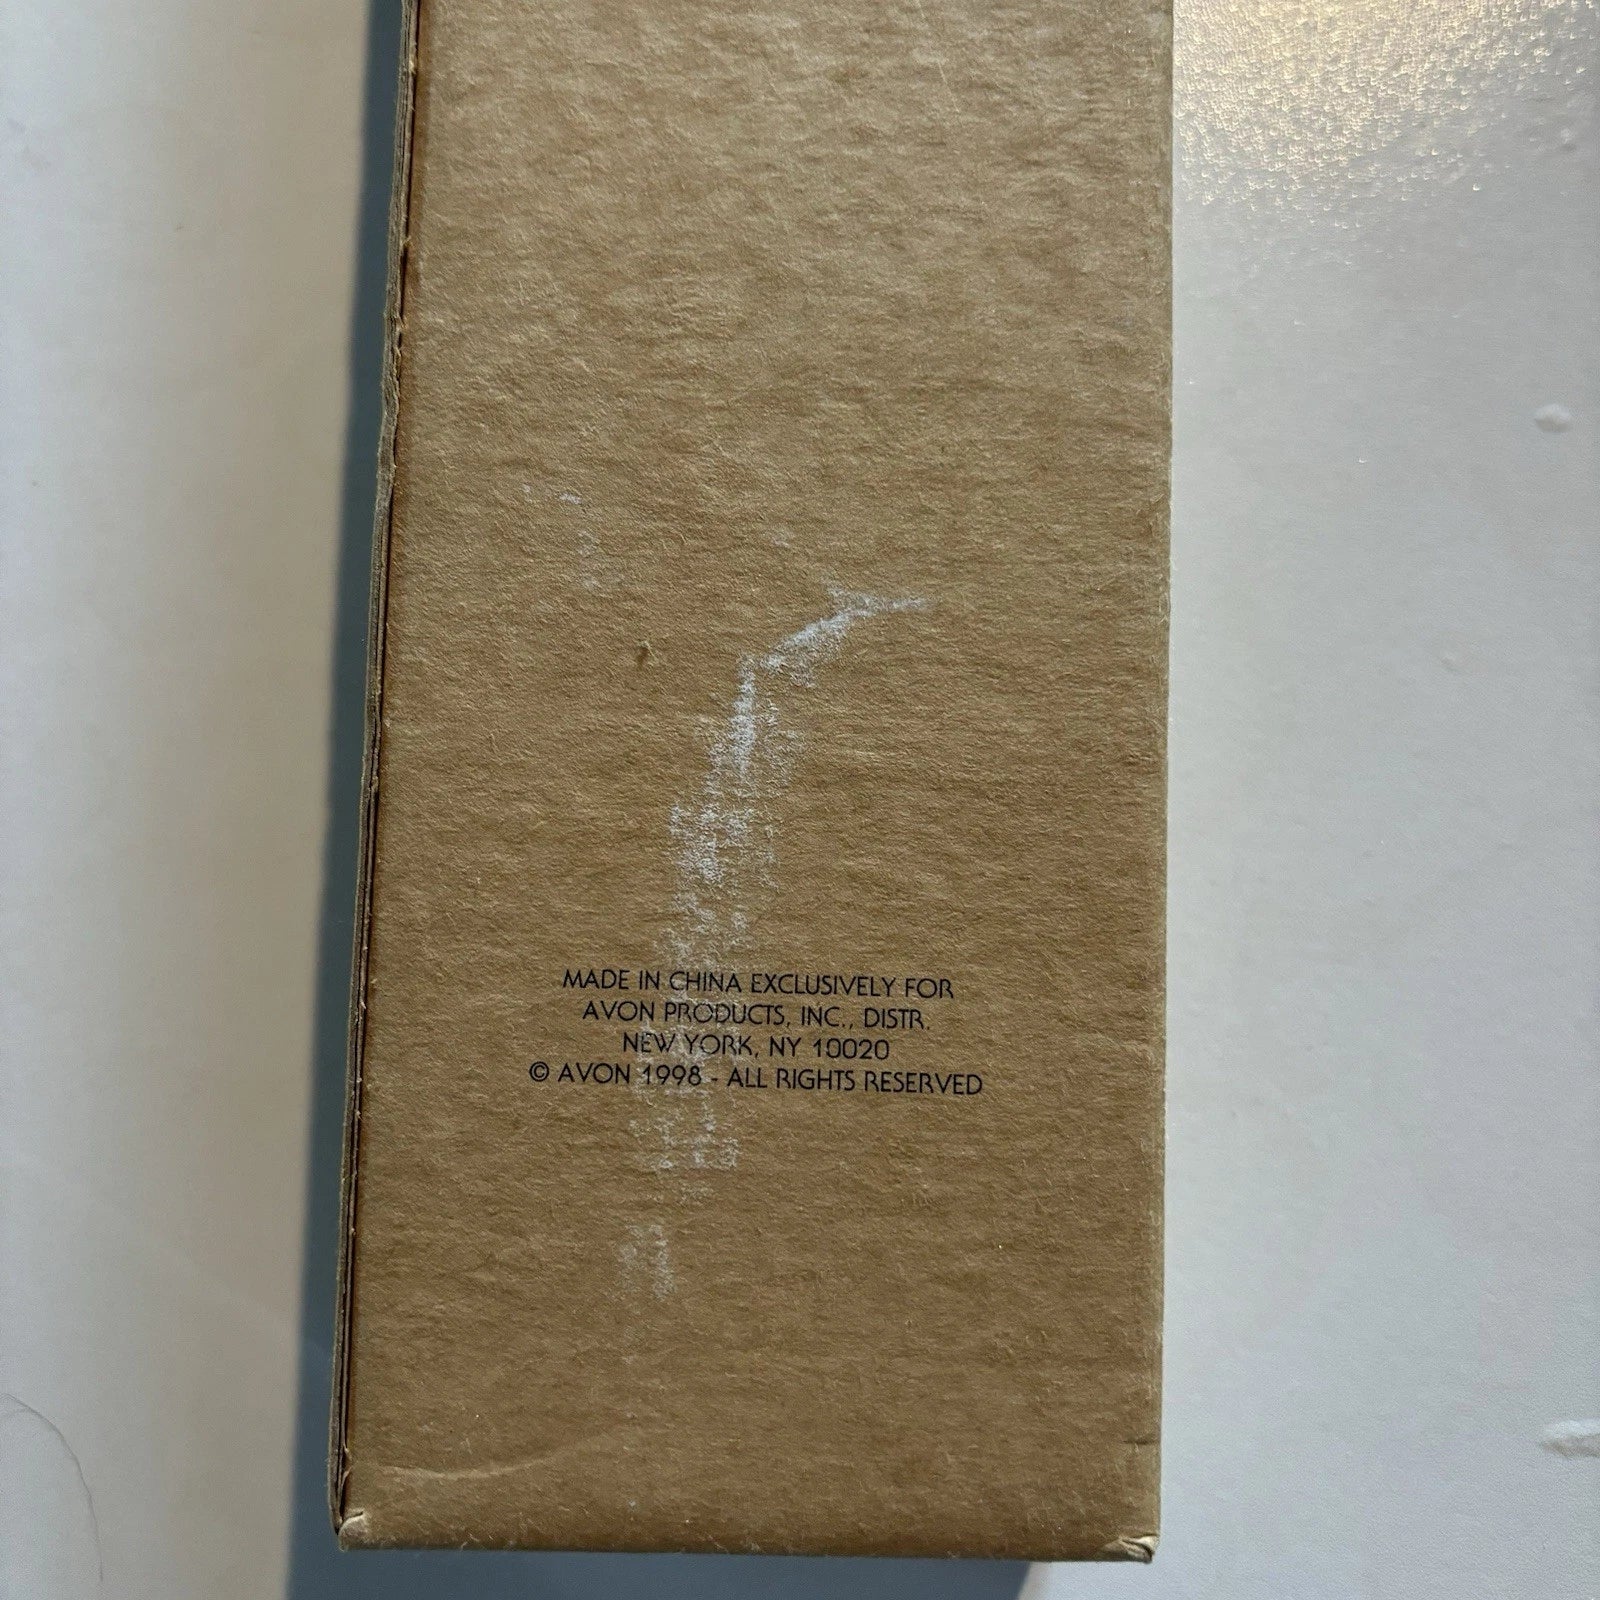 MADE IN CHINA EXCLUSIVELY FOR
AVON PRODUCTS, INC., DISTR.
NEW YORK, NY 10020
© AVON 1998 - ALL RIGHTS RESERVED